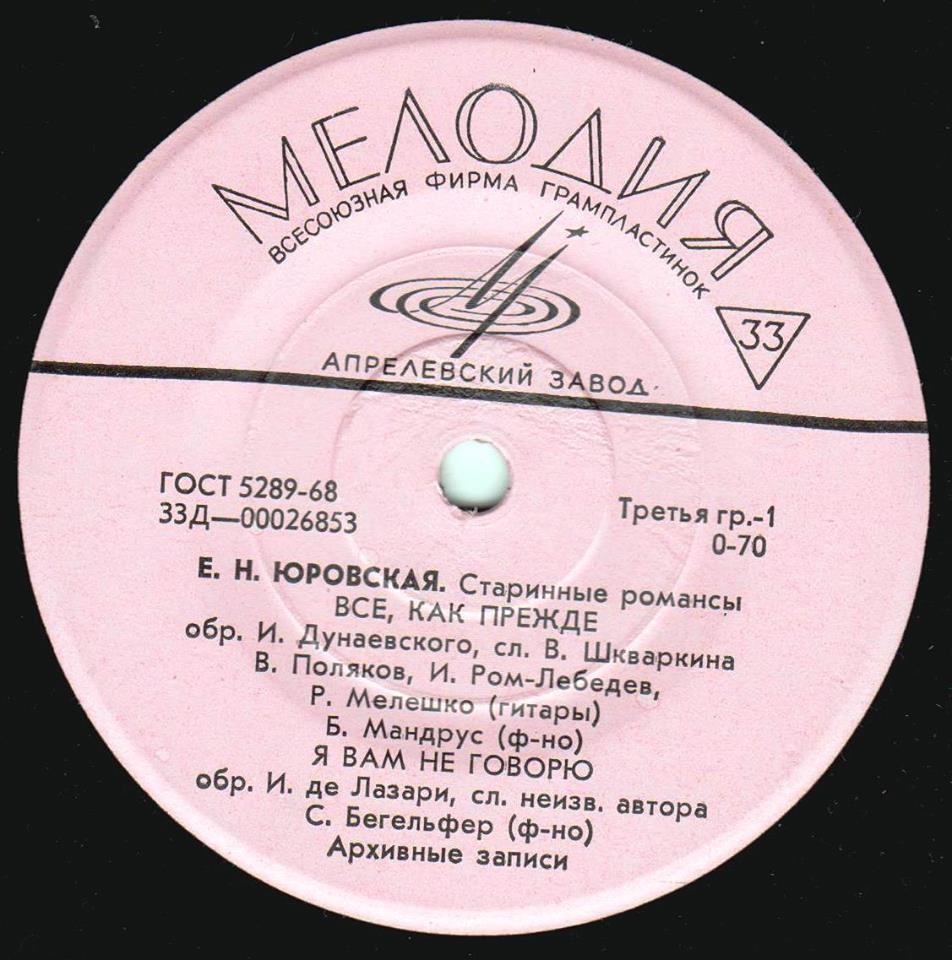 МЕЛОДИЯ
ВСЕСОЮЗНАЯ ФИРМА ГРАМПЛАСТИНОК
33
АПРЕЛЕВСКИЙ ЗАВОД
ГОСТ 5289-68
33Д—00026853
Третья гр.-1
0-70
Е. Н. ЮРОВСКАЯ. Старинные романсы
ВСЕ, КАК ПРЕЖДЕ
обр. И. Дунаевского, сл. В. Шкваркина
В. Поляков, И. Ром-Лебедев,
Р. Мелешко (гитары)
Б. Мандрус (ф-но)
Я ВАМ НЕ ГОВОРЮ
обр. И. де Лазари, сл. неизв. автора
С. Бегельфер (ф-но)
Архивные записи